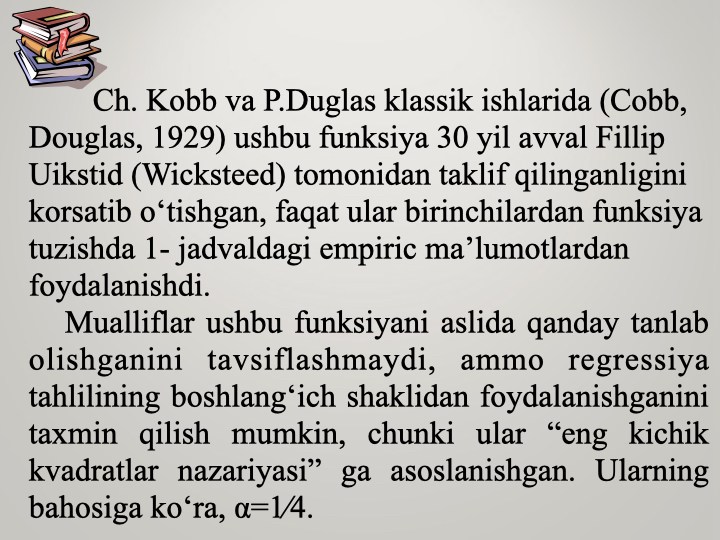 Ch. Kobb va P.Duglas klassik ishlarida (Cobb,
Douglas, 1929) ushbu funksiya 30 yil avval Fillip
Uikstid (Wicksteed) tomonidan taklif qilinganligini
korsatib o‘tishgan, faqat ular birinchilardan funksiya
tuzishda 1- jadvaldagi empiric ma’lumotlardan
foydalanishdi.
Mualliflar ushbu funksiyani aslida qanday tanlab
olishganini tavsiflashmaydi, ammo regressiya
tahlilining boshlang‘ich shaklidan foydalanishganini
taxmin qilish mumkin, chunki ular “eng kichik
kvadratlar nazariyasi” ga asoslanishgan. Ularning
bahosiga ko‘ra, α=1⁄4.